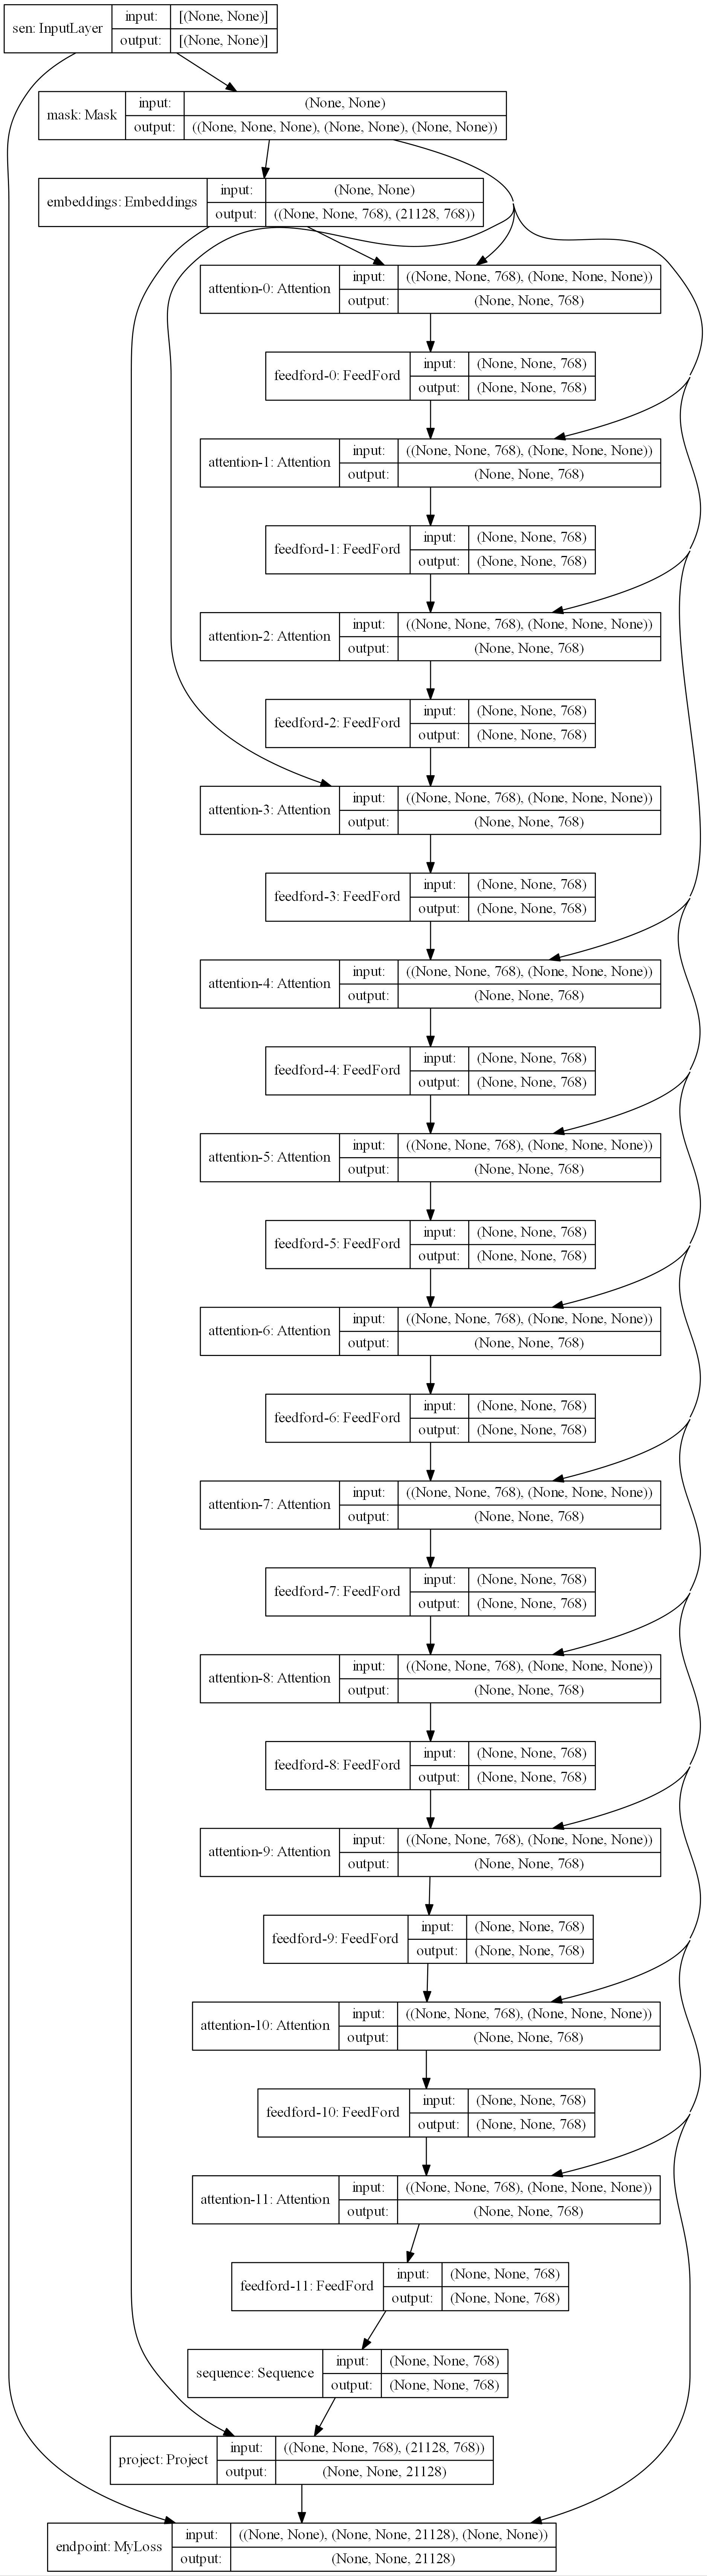 sen: InputLayer
input: [(None, None)]
output: [(None, None)]
mask: Mask
input: (None, None)
output: ((None, None, None), (None, None), (None, None))
embeddings: Embeddings
input: (None, None)
output: ((None, None, 768), (21128, 768))
attention-0: Attention
input: ((None, None, 768), (None, None, None))
output: (None, None, 768)
feedford-0: FeedFord
input: (None, None, 768)
output: (None, None, 768)
attention-1: Attention
input: ((None, None, 768), (None, None, None))
output: (None, None, 768)
feedford-1: FeedFord
input: (None, None, 768)
output: (None, None, 768)
attention-2: Attention
input: ((None, None, 768), (None, None, None))
output: (None, None, 768)
feedford-2: FeedFord
input: (None, None, 768)
output: (None, None, 768)
attention-3: Attention
input: ((None, None, 768), (None, None, None))
output: (None, None, 768)
feedford-3: FeedFord
input: (None, None, 768)
output: (None, None, 768)
attention-4: Attention
input: ((None, None, 768), (None, None, None))
output: (None, None, 768)
feedford-4: FeedFord
input: (None, None, 768)
output: (None, None, 768)
attention-5: Attention
input: ((None, None, 768), (None, None, None))
output: (None, None, 768)
feedford-5: FeedFord
input: (None, None, 768)
output: (None, None, 768)
attention-6: Attention
input: ((None, None, 768), (None, None, None))
output: (None, None, 768)
feedford-6: FeedFord
input: (None, None, 768)
output: (None, None, 768)
attention-7: Attention
input: ((None, None, 768), (None, None, None))
output: (None, None, 768)
feedford-7: FeedFord
input: (None, None, 768)
output: (None, None, 768)
attention-8: Attention
input: ((None, None, 768), (None, None, None))
output: (None, None, 768)
feedford-8: FeedFord
input: (None, None, 768)
output: (None, None, 768)
attention-9: Attention
input: ((None, None, 768), (None, None, None))
output: (None, None, 768)
feedford-9: FeedFord
input: (None, None, 768)
output: (None, None, 768)
attention-10: Attention
input: ((None, None, 768), (None, None, None))
output: (None, None, 768)
feedford-10: FeedFord
input: (None, None, 768)
output: (None, None, 768)
attention-11: Attention
input: ((None, None, 768), (None, None, None))
output: (None, None, 768)
feedford-11: FeedFord
input: (None, None, 768)
output: (None, None, 768)
sequence: Sequence
input: (None, None, 768)
output: (None, None, 768)
project: Project
input: ((None, None, 768), (21128, 768))
output: (None, None, 21128)
endpoint: MyLoss
input: ((None, None), (None, None, 21128), (None, None))
output: (None, None, 21128)